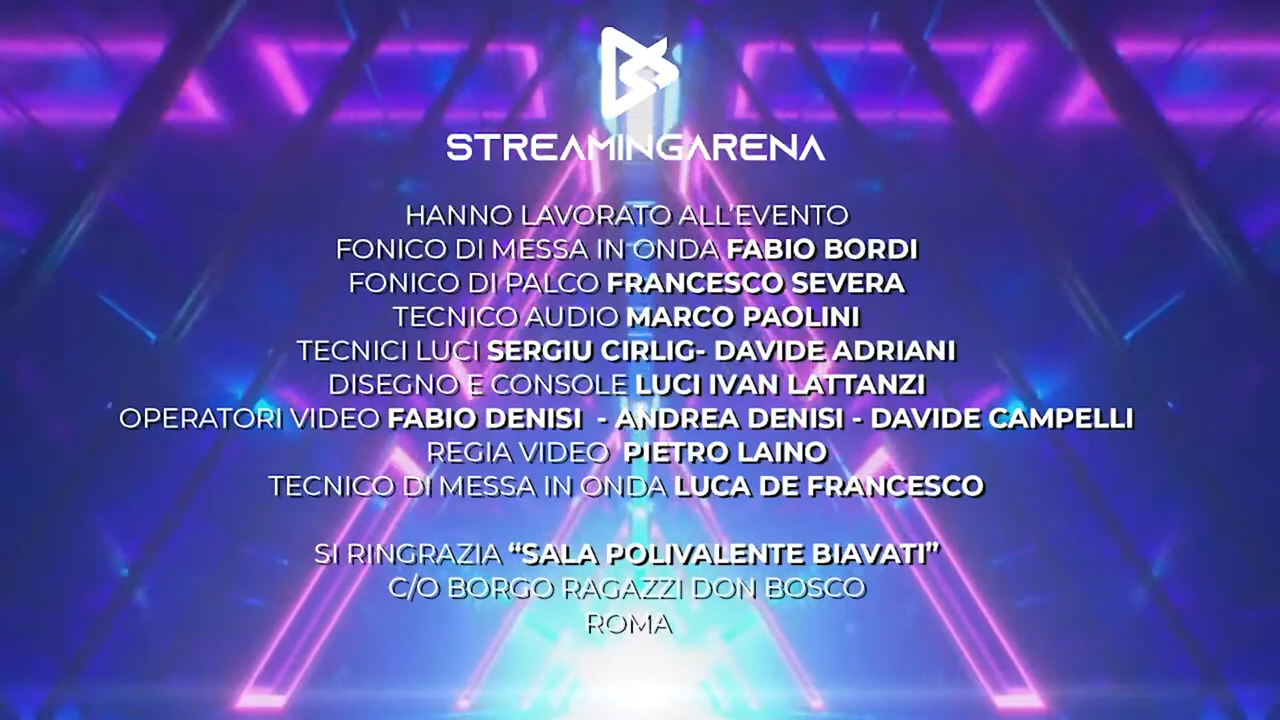 STREAMINGARENA
HANNO LAVORATO ALL'EVENTO
FONICO DI MESSA IN ONDA FABIO BORDI
FONICO DI PALCO FRANCESCO SEVERA
TECNICO AUDIO MARCO PAOLINI
TECNICI LUCI SERGIU CIRLIG- DAVIDE ADRIANI
DISEGNO E CONSOLE LUCI IVAN LATTANZI
OPERATORI VIDEO FABIO DENISI - ANDREA DENISI - DAVIDE CAMPELLI
REGIA VIDEO PIETRO LAINO
TECNICO DI MESSA IN ONDA LUCA DE FRANCESCO
SI RINGRAZIA “SALA POLIVALENTE BIAVATI”
C/O BORGO RAGAZZI DON BOSCO
ROMA